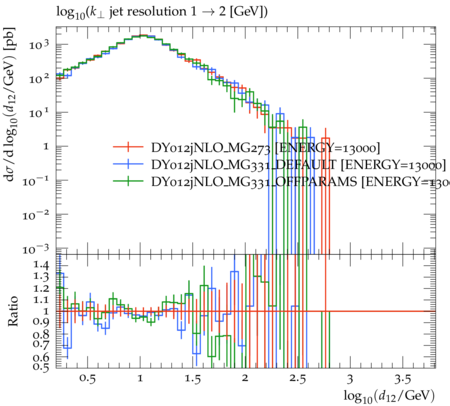 log₁₀(k⊥ jet resolution 1 → 2 [GeV])
dσ/d log₁₀(d₁₂/GeV) [pb]
10³
10²
10¹
1
10⁻¹
10⁻²
10⁻³
DY012jNLO_MG273 [ENERGY=13000]
DY012jNLO_MG331_DEFAULT [ENERGY=13000]
DY012jNLO_MG331_OFFPARAMS [ENERGY=130
Ratio
1.4
1.3
1.2
1.1
1
0.9
0.8
0.7
0.6
0.5
0.5 1 1.5 2 2.5 3 3.5
log₁₀(d₁₂/GeV)